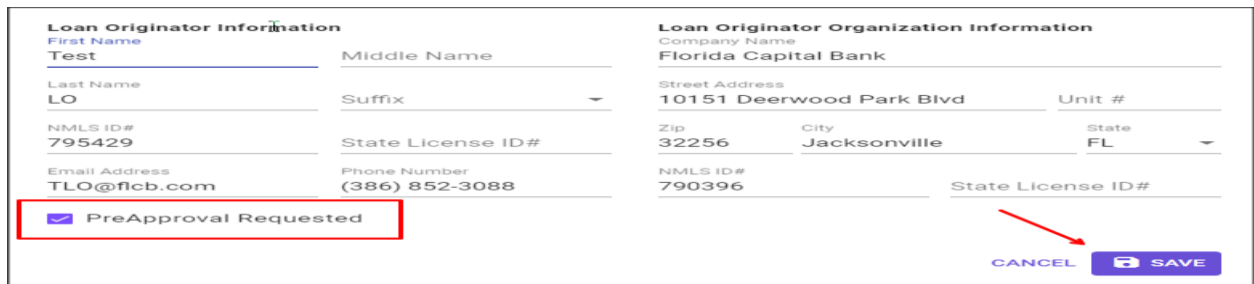 Loan Originator Information
First Name
Test
Middle Name
Last Name
LO
Suffix
NMLS ID#
795429
State License ID#
Email Address
TLO@flcb.com
Phone Number
(386) 852-3088
PreApproval Requested
Loan Originator Organization Information
Company Name
Florida Capital Bank
Street Address
10151 Deerwood Park Blvd
Unit #
Zip
32256
City
Jacksonville
State
FL
NMLS ID#
790396
State License ID#
CANCEL
SAVE